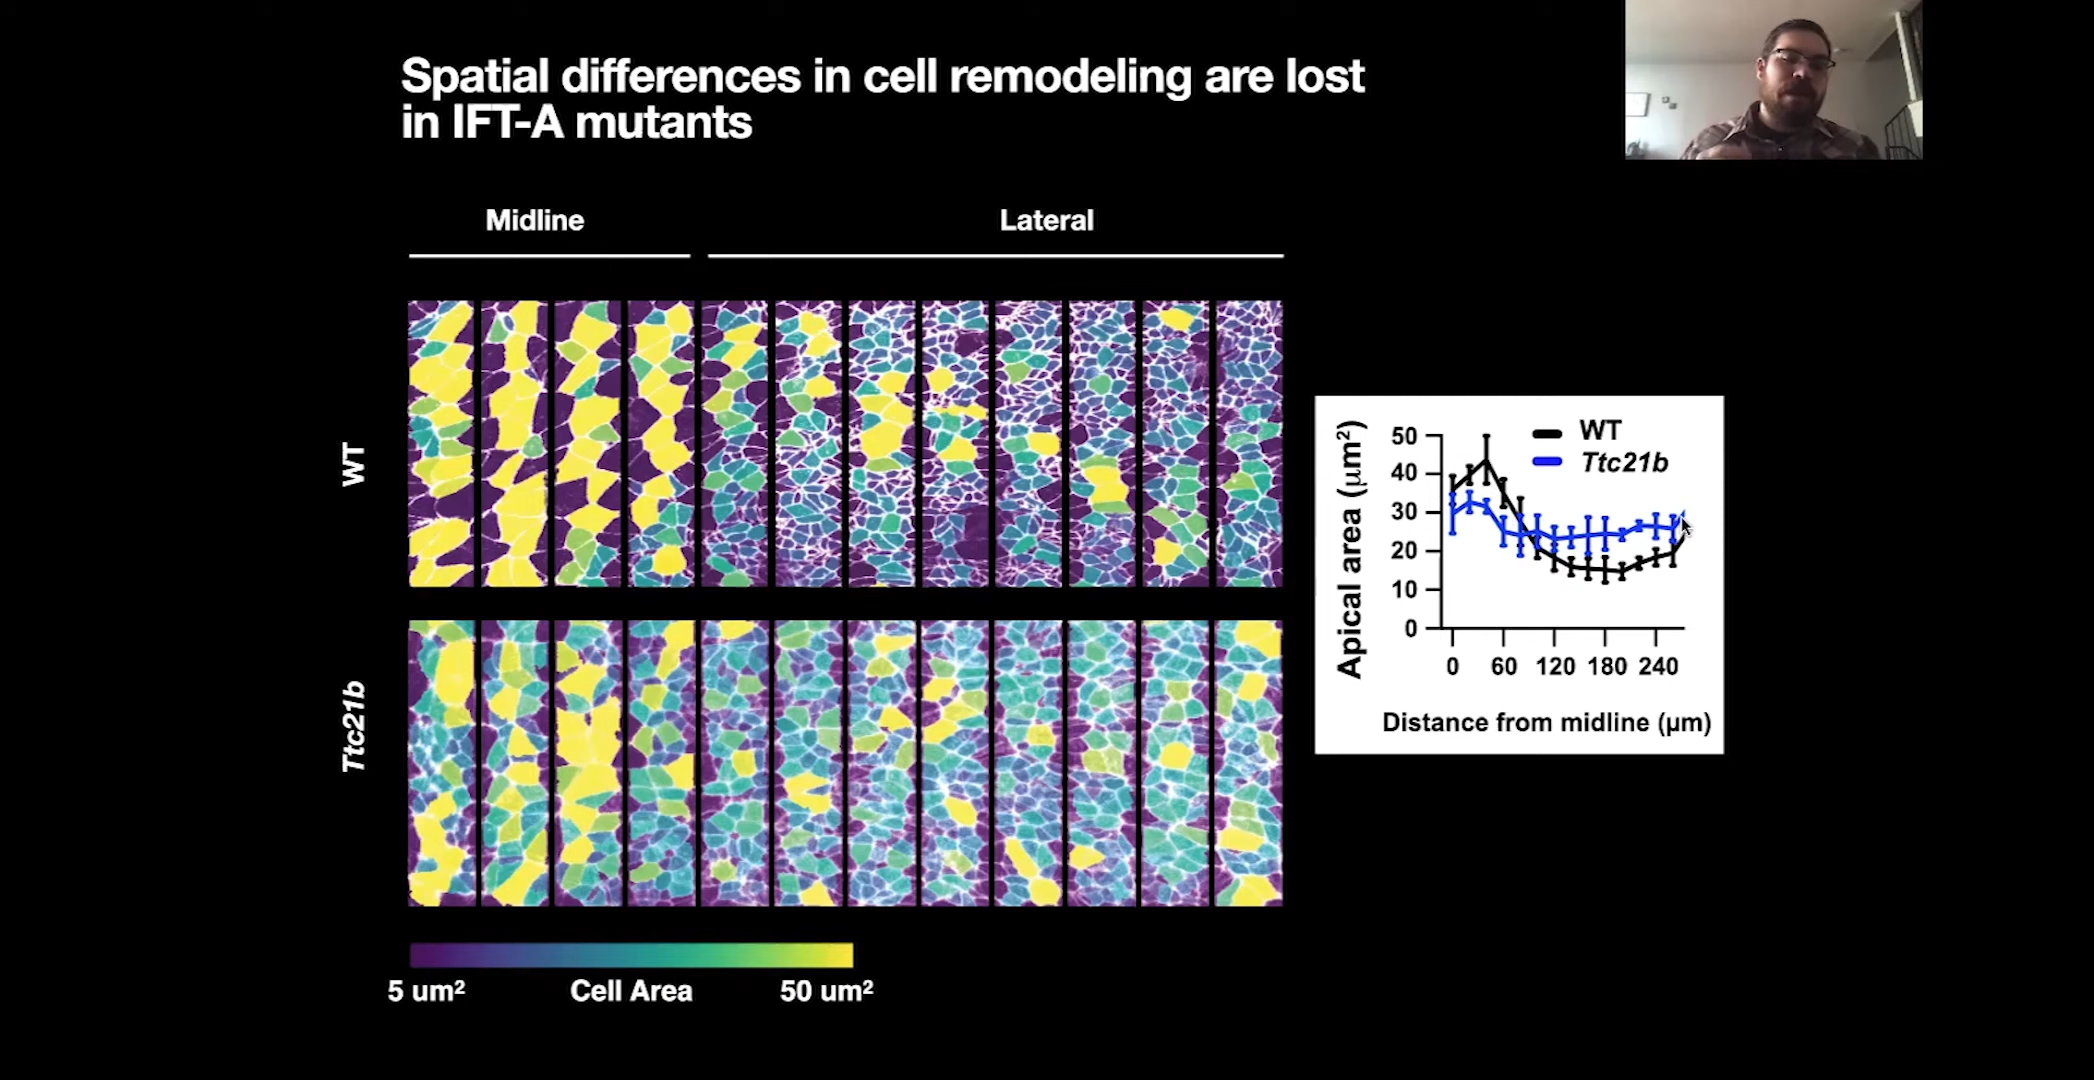 Spatial differences in cell remodeling are lost
in IFT-A mutants
Midline
Lateral
WT
Ttc21b
5 um²
Cell Area
50 um²
WT
Ttc21b
Apical area (μm²)
50
40
30
20
10
0
0 60 120 180 240
Distance from midline (μm)